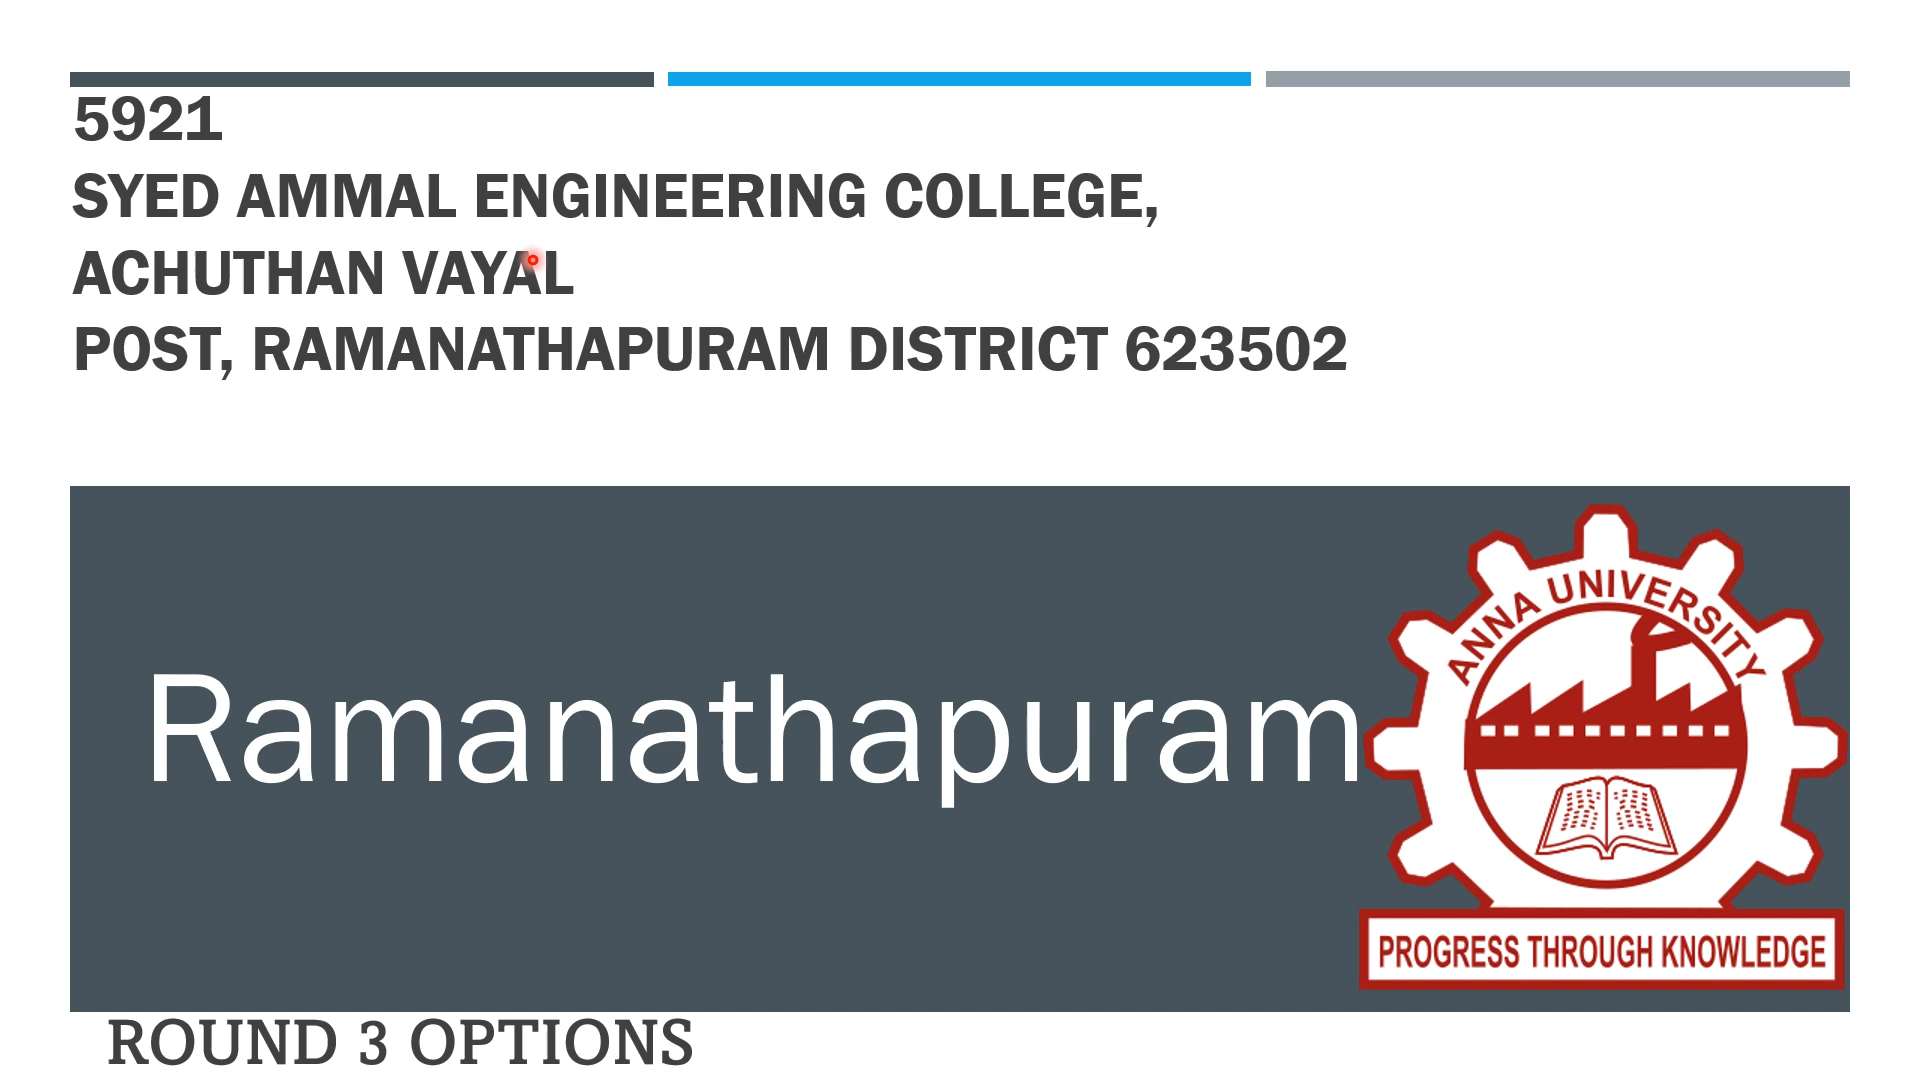 5921
SYED AMMAL ENGINEERING COLLEGE,
ACHUTHAN VAYAL
POST, RAMANATHAPURAM DISTRICT 623502
Ramanathapuram
ANNA UNIVERSITY
PROGRESS THROUGH KNOWLEDGE
ROUND 3 OPTIONS